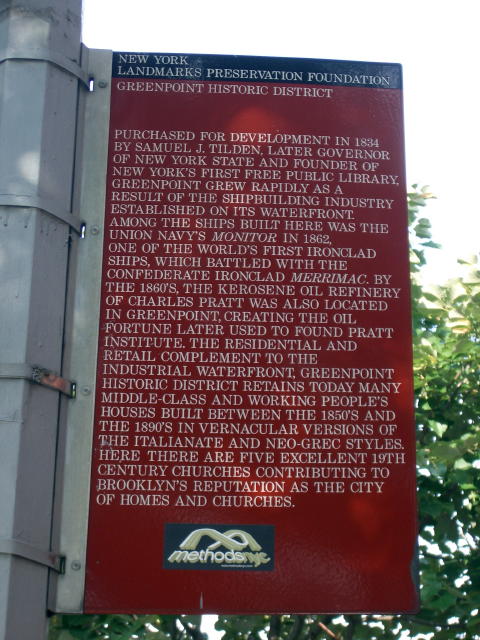 NEW YORK
LANDMARKS PRESERVATION FOUNDATION
GREENPOINT HISTORIC DISTRICT
PURCHASED FOR DEVELOPMENT IN 1834
BY SAMUEL J. TILDEN, LATER GOVERNOR
OF NEW YORK STATE AND FOUNDER OF
NEW YORK'S FIRST FREE PUBLIC LIBRARY,
GREENPOINT GREW RAPIDLY AS A
RESULT OF THE SHIPBUILDING INDUSTRY
ESTABLISHED ON ITS WATERFRONT.
AMONG THE SHIPS BUILT HERE WAS THE
UNION NAVY'S MONITOR IN 1862,
ONE OF THE WORLD'S FIRST IRONCLAD
SHIPS, WHICH BATTLED WITH THE
CONFEDERATE IRONCLAD MERRIMAC. BY
THE 1860'S, THE KEROSENE OIL REFINERY
OF CHARLES PRATT WAS ALSO LOCATED
IN GREENPOINT, CREATING THE OIL
FORTUNE LATER USED TO FOUND PRATT
INSTITUTE. THE RESIDENTIAL AND
RETAIL COMPLEMENT TO THE
INDUSTRIAL WATERFRONT, GREENPOINT
HISTORIC DISTRICT RETAINS TODAY MANY
MIDDLE-CLASS AND WORKING PEOPLE'S
HOUSES BUILT BETWEEN THE 1850'S AND
THE 1890'S IN VERNACULAR VERSIONS OF
THE ITALIANATE AND NEO-GREC STYLES.
HERE THERE ARE FIVE EXCELLENT 19TH
CENTURY CHURCHES CONTRIBUTING TO
BROOKLYN'S REPUTATION AS THE CITY
OF HOMES AND CHURCHES.
methodsnyc